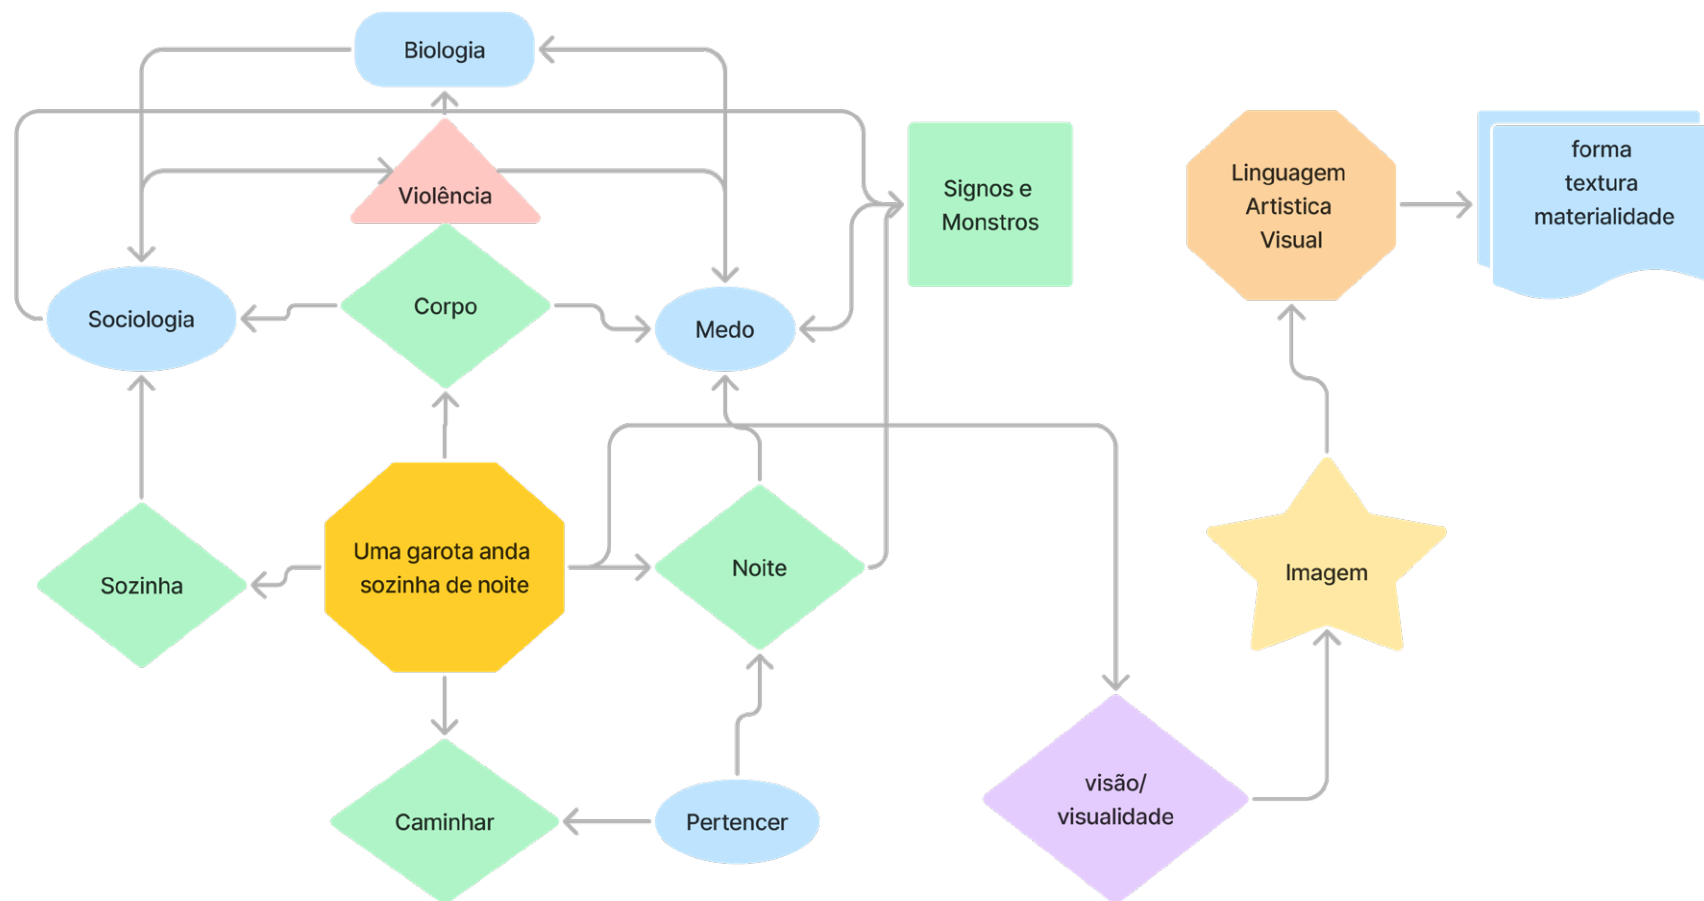 Biologia
Violência
Signos e
Monstros
Linguagem
Artistica
Visual
forma
textura
materialidade
Sociologia
Corpo
Medo
Uma garota anda
sozinha de noite
Sozinha
Noite
Imagem
Caminhar
Pertencer
visão/
visualidade